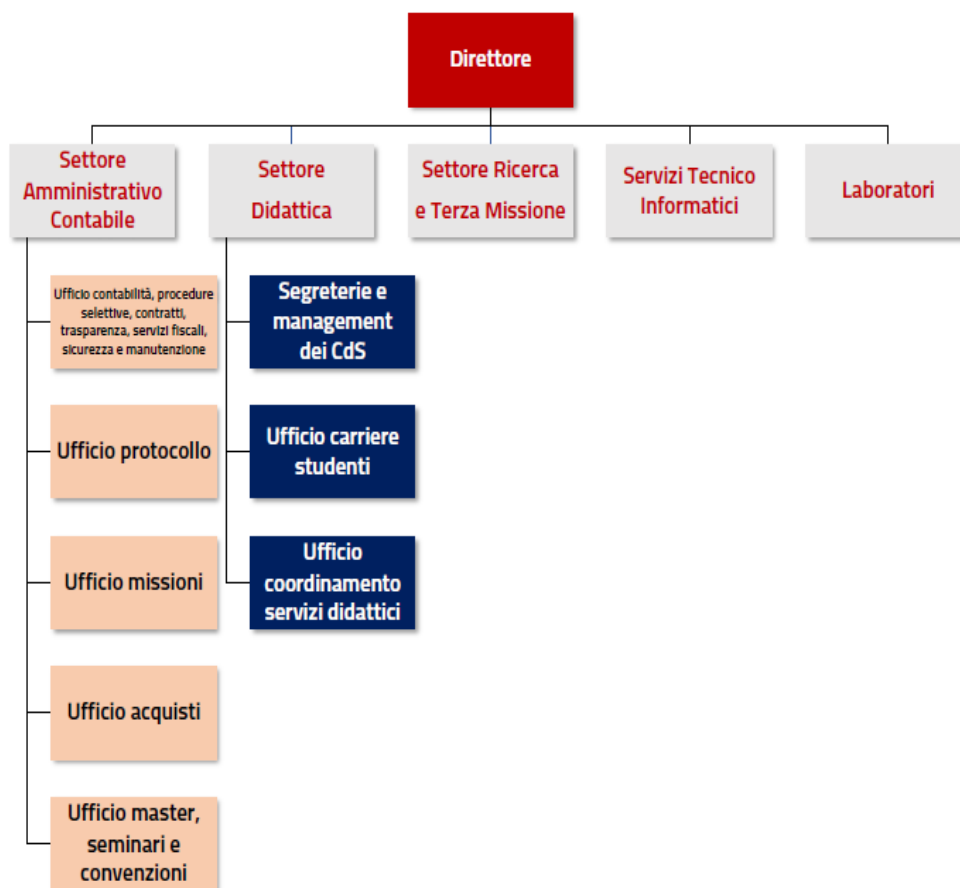 Direttore
Settore
Amministrativo
Contabile
Settore
Didattica
Settore Ricerca
e Terza Missione
Servizi Tecnico
Informatici
Laboratori
Ufficio contabilità, procedure
selettive, contratti,
trasparenza, servizi fiscali,
sicurezza e manutenzione
Ufficio protocollo
Ufficio missioni
Ufficio acquisti
Ufficio master,
seminari e
convenzioni
Segreterie e
management
dei CdS
Ufficio carriere
studenti
Ufficio
coordinamento
servizi didattici